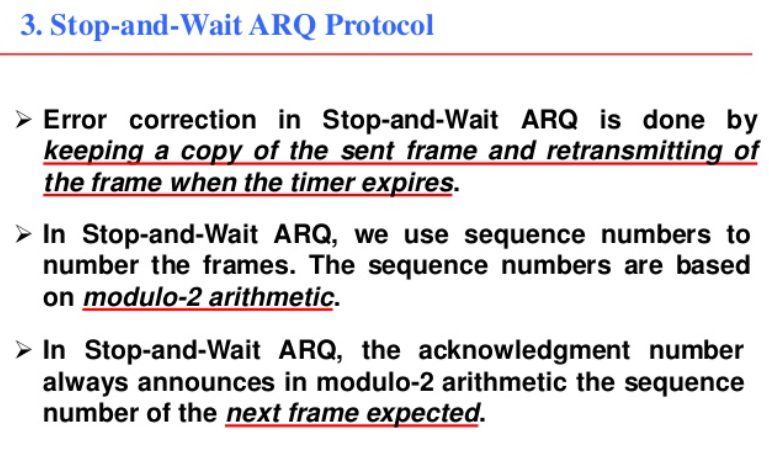 3. Stop-and-Wait ARQ Protocol
➢ Error correction in Stop-and-Wait ARQ is done by
keeping a copy of the sent frame and retransmitting of
the frame when the timer expires.
➢ In Stop-and-Wait ARQ, we use sequence numbers to
number the frames. The sequence numbers are based
on modulo-2 arithmetic.
➢ In Stop-and-Wait ARQ, the acknowledgment number
always announces in modulo-2 arithmetic the sequence
number of the next frame expected.